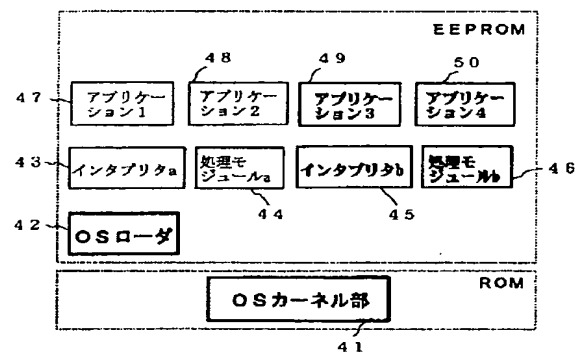 EEPROM
48
49
50
47
アプリケー
ション1
アプリケー
ション2
アプリケー
ション3
アプリケー
ション4
43
インタプリタa
処理モ
ジュールa
インタプリタb
処理モ
ジュールb
46
44
45
42
OSローダ
ROM
OSカーネル部
41